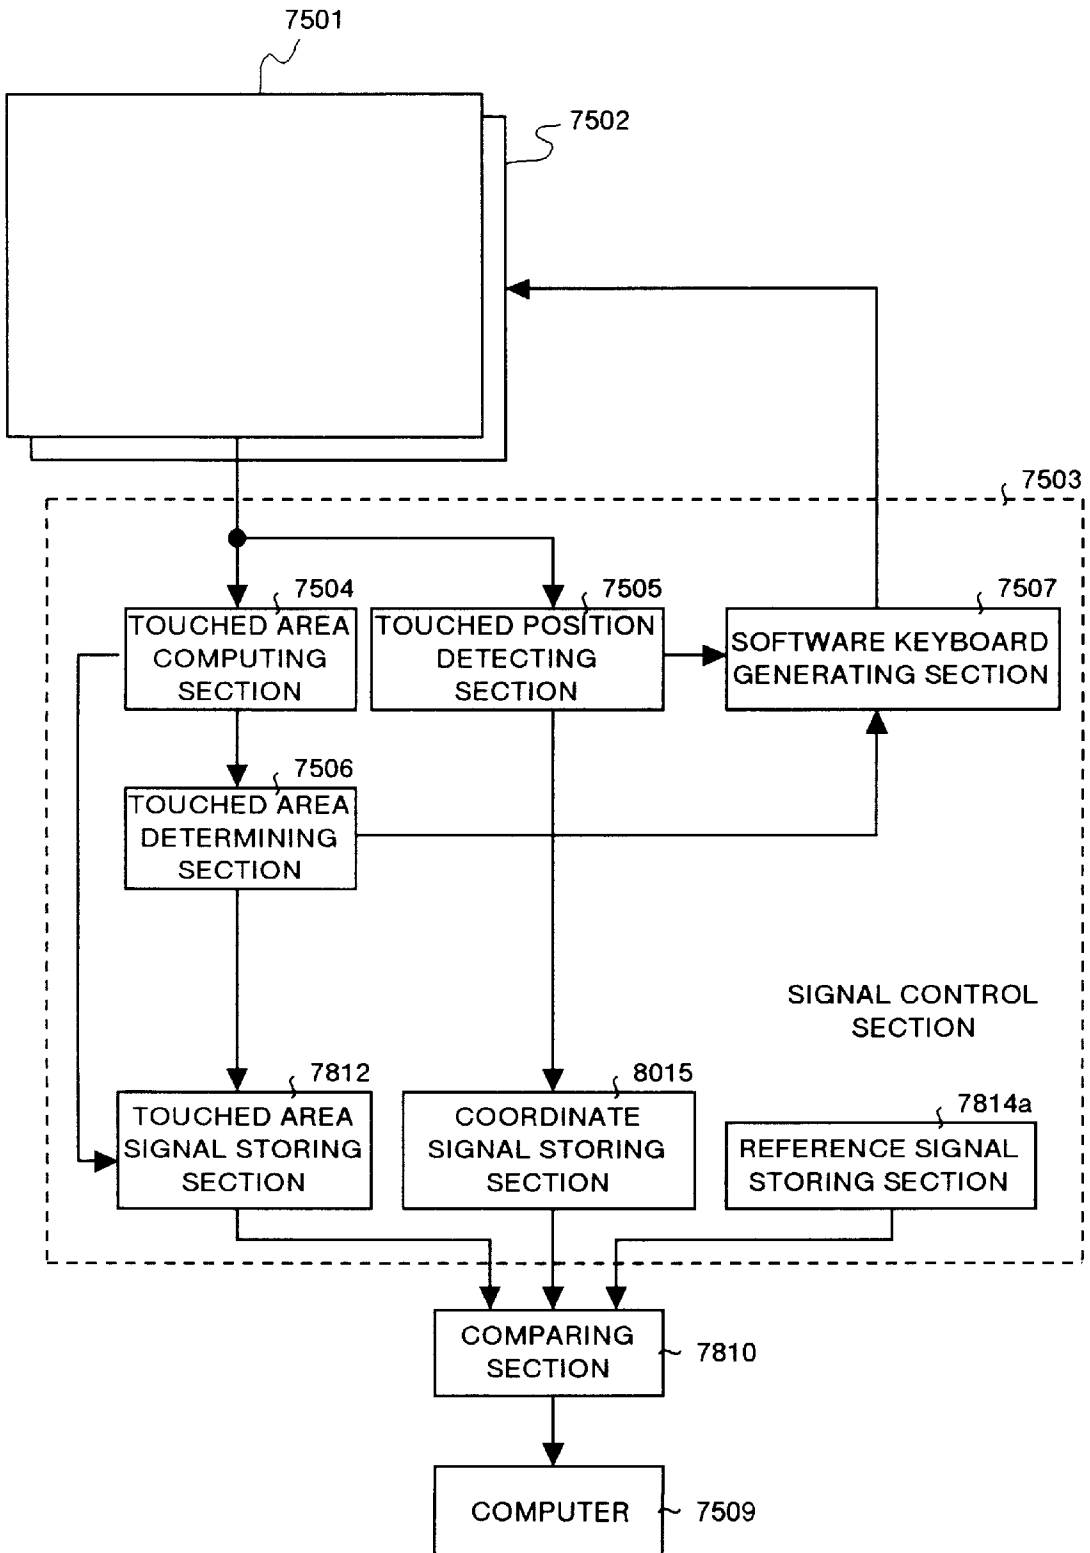 7501
7502
7503
7504
7505
7507
TOUCHED AREA
COMPUTING
SECTION
TOUCHED POSITION
DETECTING
SECTION
SOFTWARE KEYBOARD
GENERATING SECTION
7506
TOUCHED AREA
DETERMINING
SECTION
SIGNAL CONTROL
SECTION
7812
8015
7814a
TOUCHED AREA
SIGNAL STORING
SECTION
COORDINATE
SIGNAL STORING
SECTION
REFERENCE SIGNAL
STORING SECTION
COMPARING
SECTION
7810
COMPUTER
7509